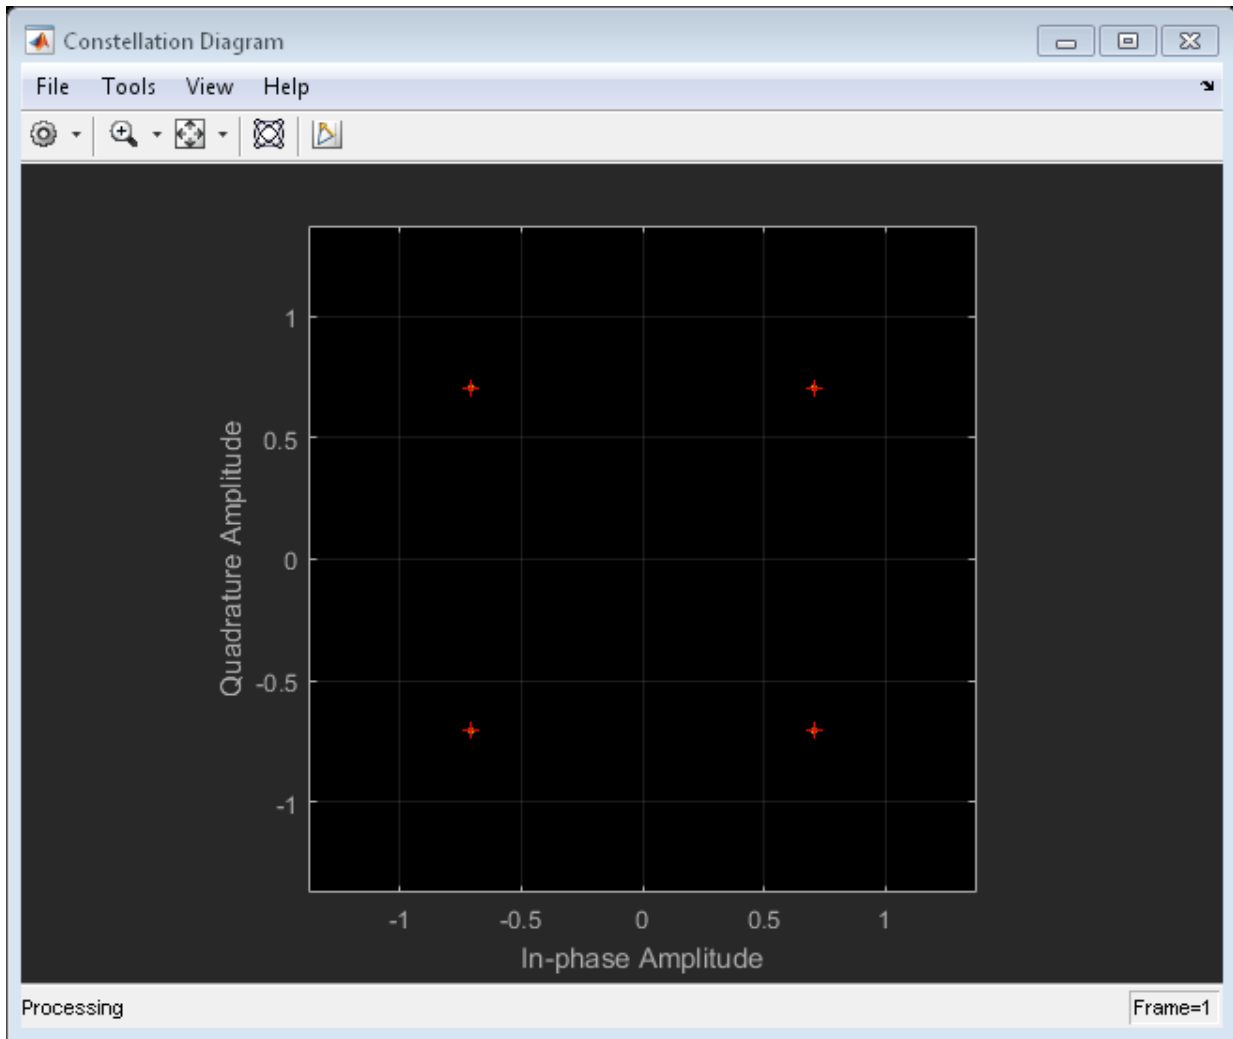 Constellation Diagram
File Tools View Help
1
0.5
0
-0.5
-1
Quadrature Amplitude
-1 -0.5 0 0.5 1
In-phase Amplitude
Processing Frame=1